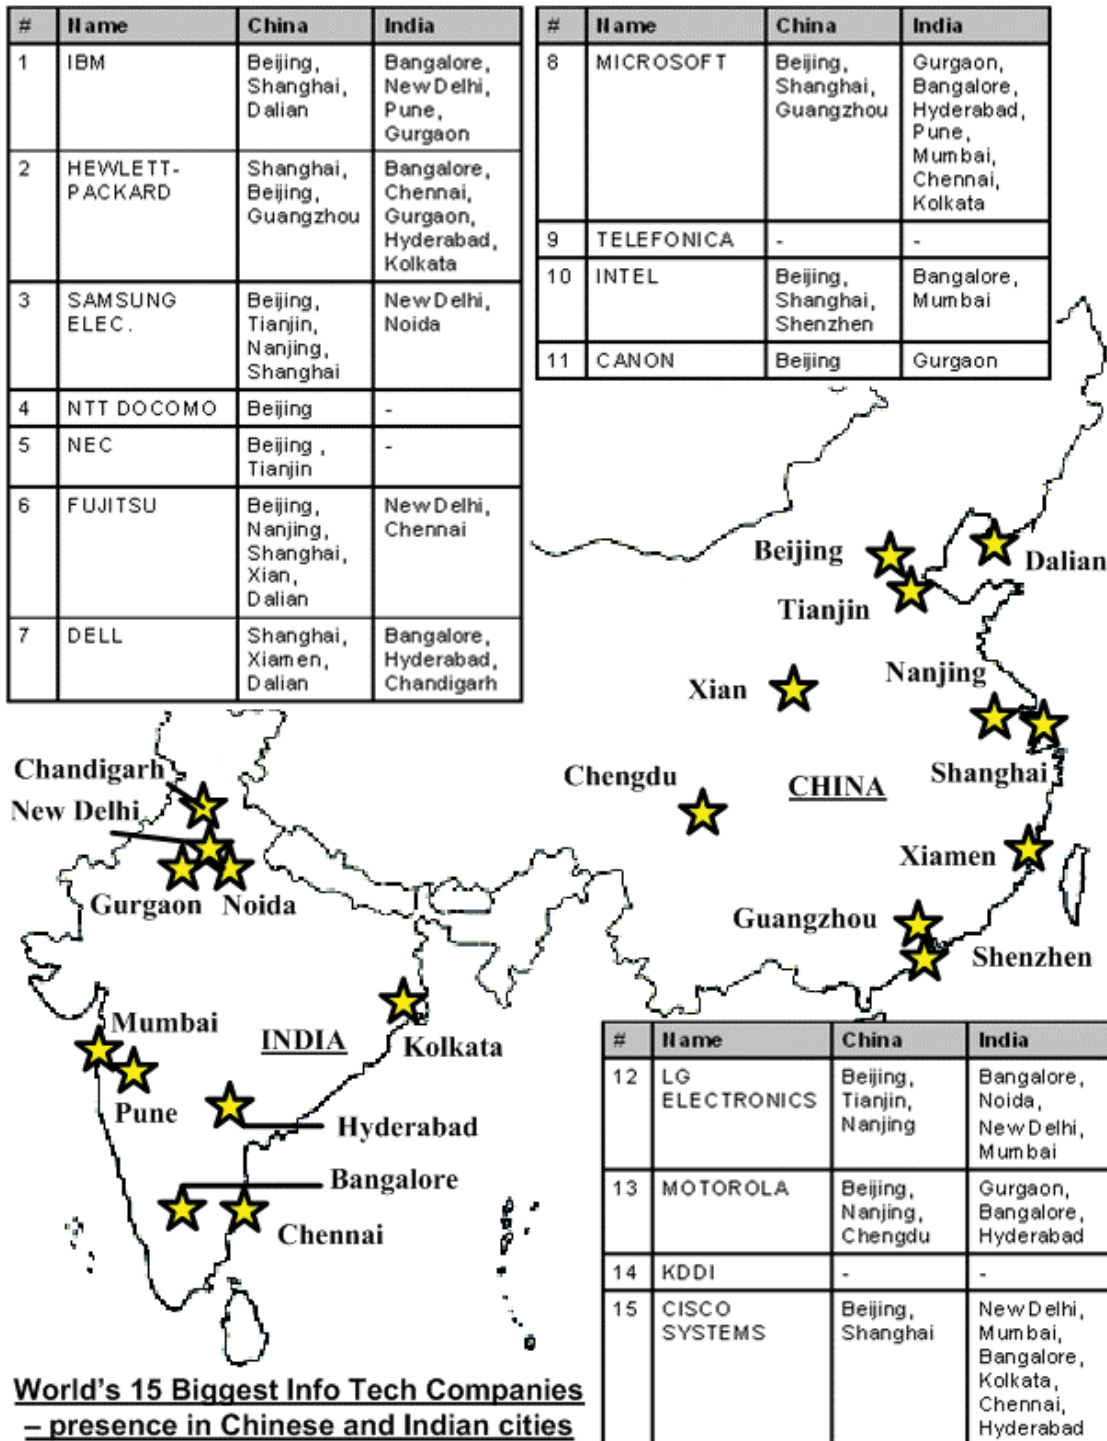 # Name China India
1 IBM Beijing, Bangalore,
Shanghai, New Delhi,
Dalian Pune,
Gurgaon
2 HEWLETT- Shanghai, Bangalore,
PACKARD Beijing, Chennai,
Guangzhou Gurgaon,
Hyderabad,
Kolkata
3 SAMSUNG Beijing, New Delhi,
ELEC. Tianjin, Noida
Nanjing,
Shanghai
4 NTT DOCOMO Beijing -
5 NEC Beijing , -
Tianjin
6 FUJITSU Beijing, New Delhi,
Nanjing, Chennai
Shanghai,
Xian,
Dalian
7 DELL Shanghai, Bangalore,
Xiamen, Hyderabad,
Dalian Chandigarh
# Name China India
8 MICROSOFT Beijing, Gurgaon,
Shanghai, Bangalore,
Guangzhou Hyderabad,
Pune,
Mumbai,
Chennai,
Kolkata
9 TELEFONICA - -
10 INTEL Beijing, Bangalore,
Shanghai, Mumbai
Shenzhen
11 CANON Beijing Gurgaon
Beijing
Dalian
Tianjin
Nanjing
Xian
Shanghai
Chengdu
CHINA
Xiamen
Guangzhou
Shenzhen
Chandigarh
New Delhi
Gurgaon Noida
Mumbai
INDIA
Kolkata
Pune
Hyderabad
Bangalore
Chennai
# Name China India
12 LG Beijing, Bangalore,
ELECTRONICS Tianjin, Noida,
Nanjing New Delhi,
Mumbai
13 MOTOROLA Beijing, Gurgaon,
Nanjing, Bangalore,
Chengdu Hyderabad
14 KDDI - -
15 CISCO Beijing, New Delhi,
SYSTEMS Shanghai Mumbai,
Bangalore,
Kolkata,
Chennai,
Hyderabad
World's 15 Biggest Info Tech Companies
– presence in Chinese and Indian cities